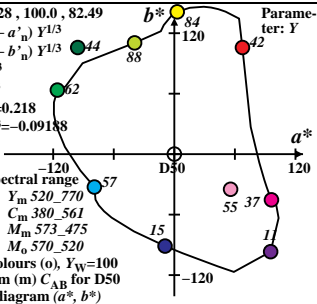 28 , 100.0 , 82.49
a'n) Y1/3
b'n) Y1/3
=0.218
=−0.09188
b*
Parame-
ter: Y
120
84
44
88
42
62
a*
−120
D50
120
57
55
37
15
11
−120
ectral range
Ym 520_770
Cm 380_561
Mm 573_475
Mo 570_520
olours (o), YW=100
m (m) CAB for D50
diagram (a*, b*)